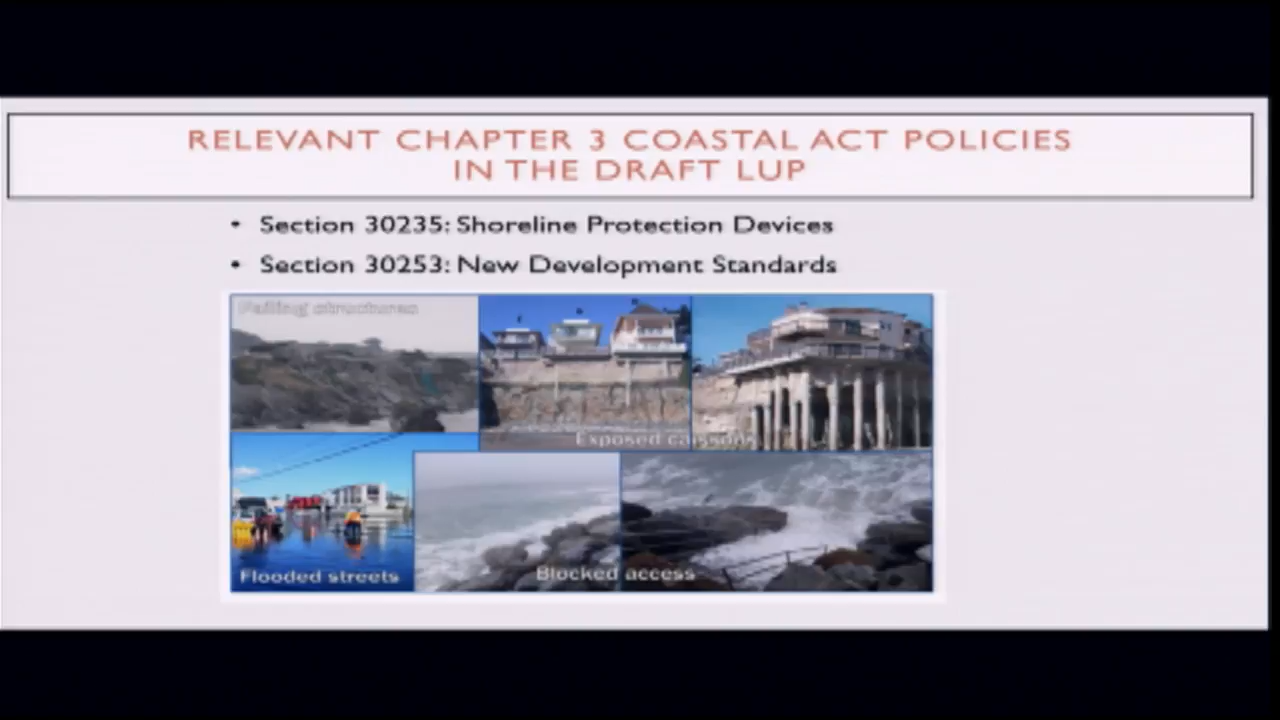 RELEVANT CHAPTER 3 COASTAL ACT POLICIES
IN THE DRAFT LUP
• Section 30235: Shoreline Protection Devices
• Section 30253: New Development Standards
Failing structures
Exposed caissons
Flooded streets
Blocked access